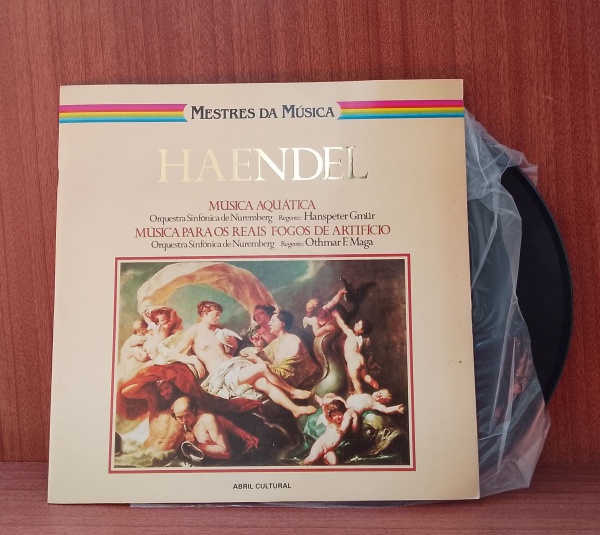 MESTRES DA MÚSICA
HAENDEL
MÚSICA AQUÁTICA
Orquestra Sinfônica de Nuremberg Regente: Hanspeter Gmür
MÚSICA PARA OS REAIS FOGOS DE ARTIFÍCIO
Orquestra Sinfônica de Nuremberg Regente: Othmar F. Maga
ABRIL CULTURAL